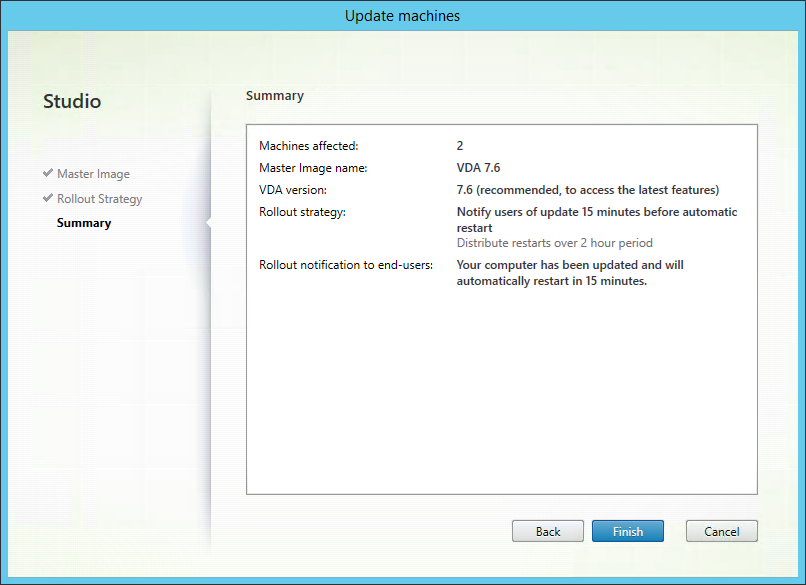 Update machines
Studio
Master Image
Rollout Strategy
Summary
Summary
Machines affected: 2
Master Image name: VDA 7.6
VDA version: 7.6 (recommended, to access the latest features)
Rollout strategy: Notify users of update 15 minutes before automatic
restart
Distribute restarts over 2 hour period
Rollout notification to end-users: Your computer has been updated and will
automatically restart in 15 minutes.
Back Finish Cancel